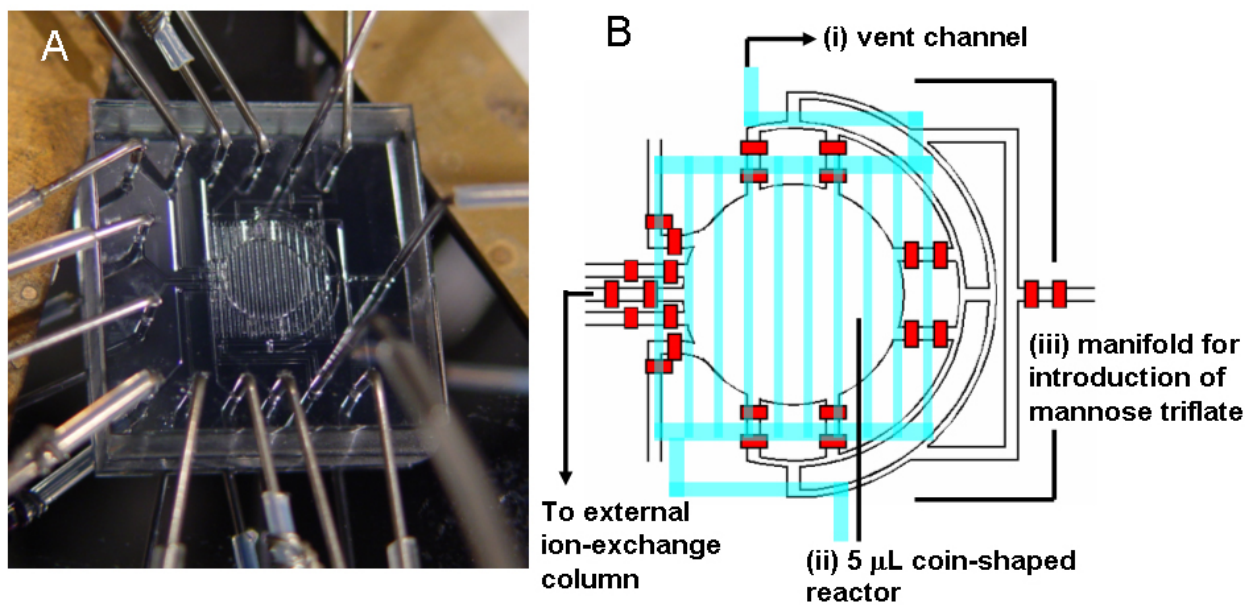 A
B
(i) vent channel
(iii) manifold for
introduction of
mannose triflate
To external
ion-exchange
column
(ii) 5 μL coin-shaped
reactor